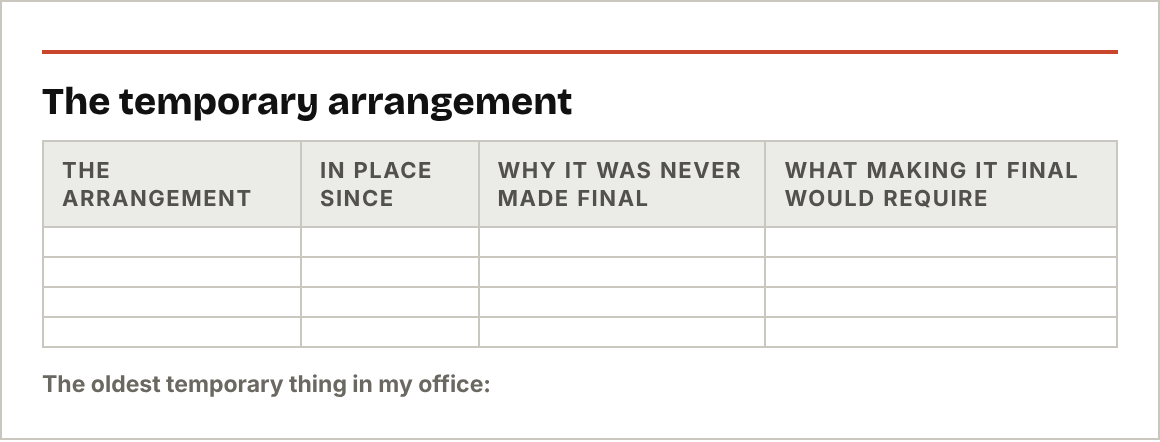 The temporary arrangement
THE ARRANGEMENT
IN PLACE SINCE
WHY IT WAS NEVER MADE FINAL
WHAT MAKING IT FINAL WOULD REQUIRE
The oldest temporary thing in my office: